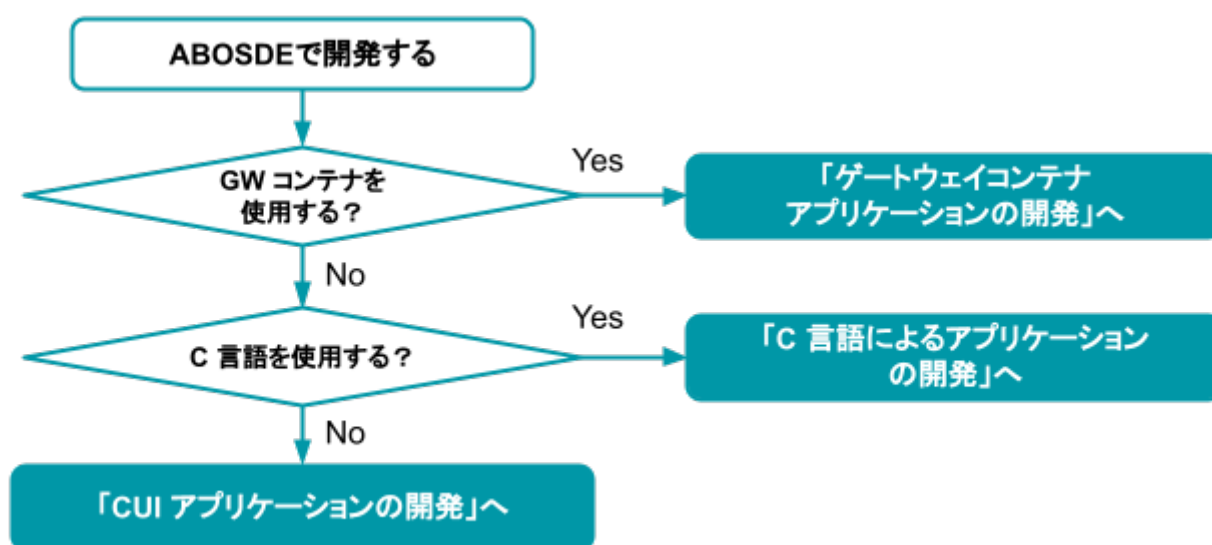 ABOSDEで開発する
GW コンテナを
使用する？
Yes
「ゲートウェイコンテナ
アプリケーションの開発」へ
No
C 言語を使用する？
Yes
「C 言語によるアプリケーション
の開発」へ
No
「CUI アプリケーションの開発」へ